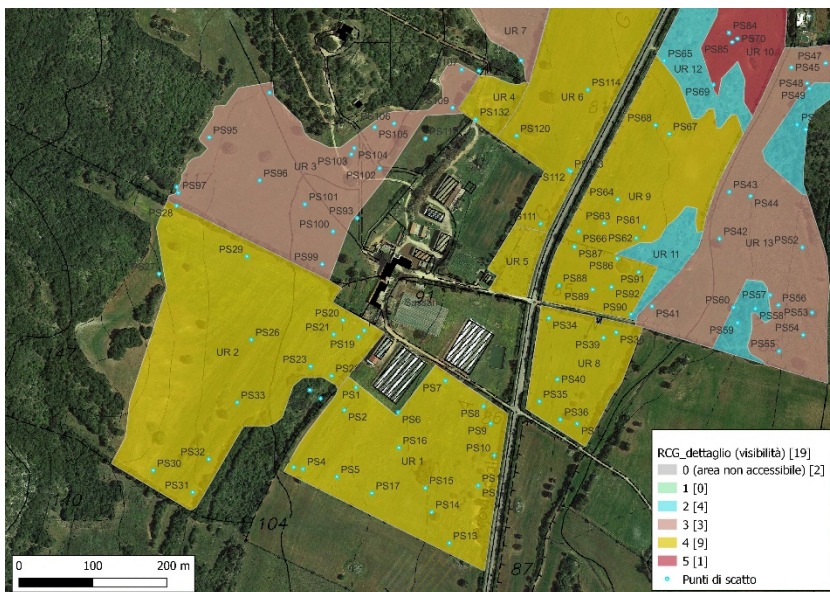 PS84
PS70
PS85
UR 10
PS65
UR 12
PS69
PS47
PS45
PS48
PS49
UR 7
PS114
UR 6
UR 4
PS132
PS120
PS68
PS67
PS95
PS106
PS105
PS103
PS104
PS102
UR 3
PS96
PS97
PS101
PS28
PS100
PS93
PS99
PS64
UR 9
PS43
PS44
PS63
PS61
PS66
PS62
PS87
PS86
UR 11
PS42
UR 13
PS52
PS29
UR 5
PS88
PS89
PS91
PS92
PS90
PS41
PS60
PS57
PS56
PS58
PS53
PS59
PS54
PS55
PS20
PS21
PS19
PS26
UR 2
PS34
PS39
UR 8
PS23
PS1
PS7
PS40
PS33
PS2
PS6
PS8
PS35
PS36
PS9
PS16
PS10
UR 1
PS32
PS30
PS4
PS5
PS15
PS31
PS17
PS14
PS13
104
87
0 100 200 m
RCG_dettaglio (visibilità) [19]
0 (area non accessibile) [2]
1 [0]
2 [4]
3 [3]
4 [9]
5 [1]
Punti di scatto